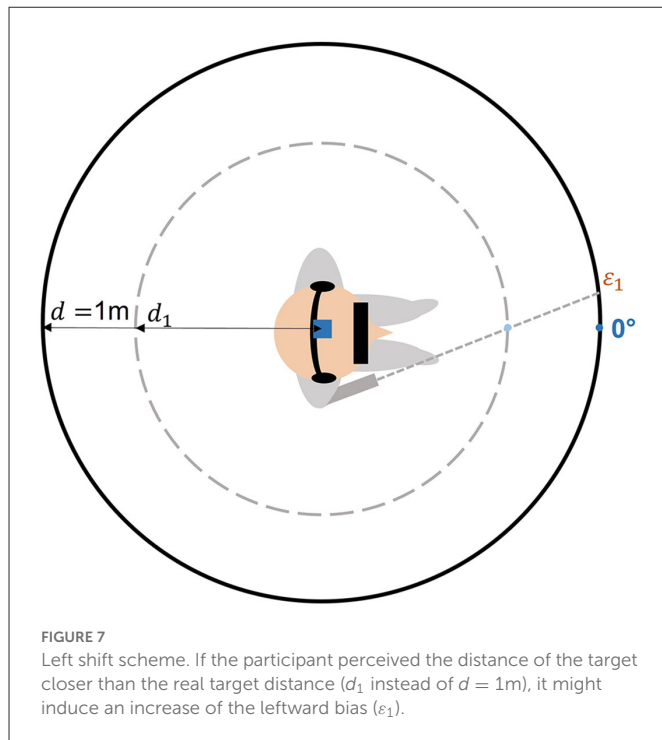 d = 1m
d₁
ε₁
0°
FIGURE 7
Left shift scheme. If the participant perceived the distance of the target
closer than the real target distance (d₁ instead of d = 1m), it might
induce an increase of the leftward bias (ε₁).